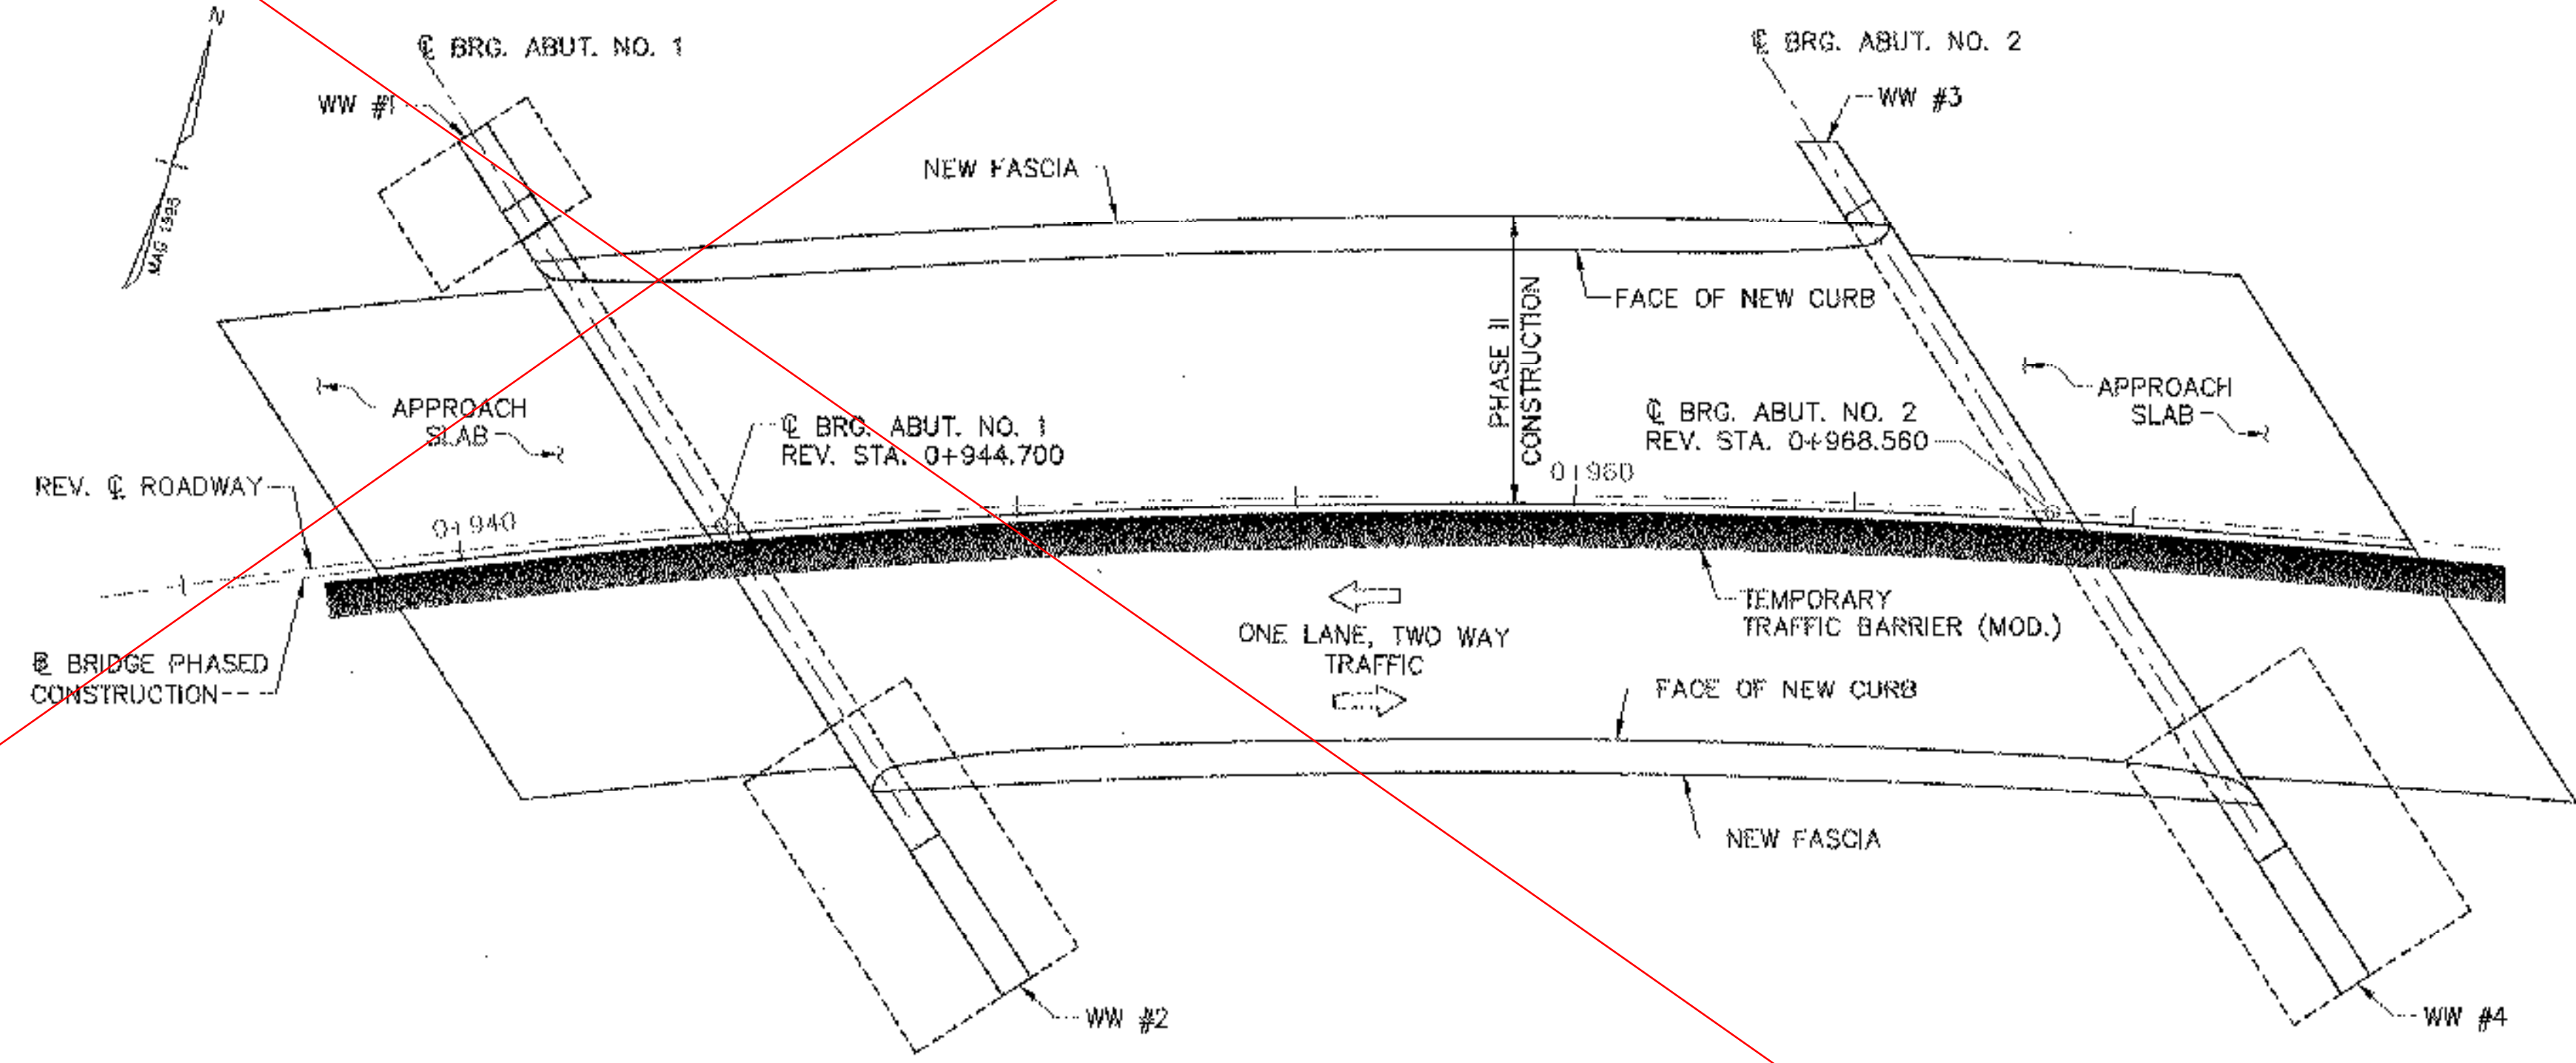 N
MAG 1995
℄ BRG. ABUT. NO. 1
WW #1
NEW FASCIA
℄ BRG. ABUT. NO. 2
WW #3
FACE OF NEW CURB
PHASE II
CONSTRUCTION
APPROACH
SLAB
℄ BRG. ABUT. NO. 1
REV. STA. 0+944.700
℄ BRG. ABUT. NO. 2
REV. STA. 0+968.560
APPROACH
SLAB
REV. ℄ ROADWAY
0+940
0+960
BRIDGE PHASED
CONSTRUCTION
ONE LANE, TWO WAY
TRAFFIC
TEMPORARY
TRAFFIC BARRIER (MOD.)
FACE OF NEW CURB
NEW FASCIA
WW #2
WW #4